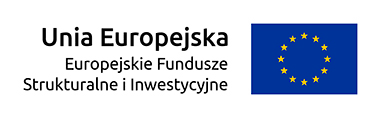 Unia Europejska
Europejskie Fundusze
Strukturalne i Inwestycyjne